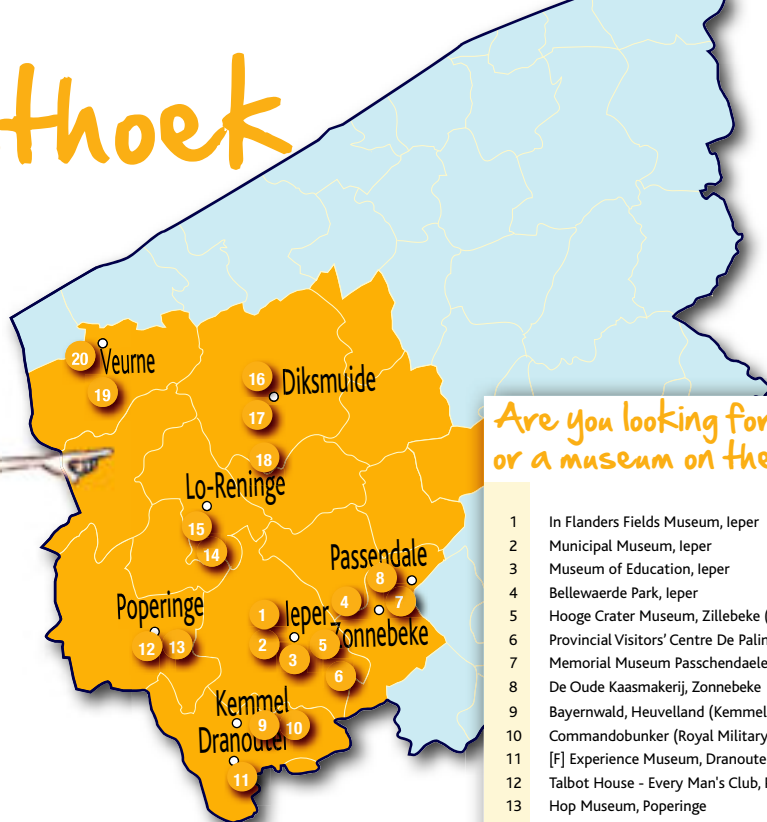 thoek
20
Veurne
19
16
Diksmuide
17
18
Lo-Reninge
15
14
Passendale
8
Poperinge
4
7
1
Ieper
Zonnebeke
12
13
2
5
3
6
Kemmel
9
10
Dranouter
11
Are you looking for
or a museum on the
1 In Flanders Fields Museum, Ieper
2 Municipal Museum, Ieper
3 Museum of Education, Ieper
4 Bellewaerde Park, Ieper
5 Hooge Crater Museum, Zillebeke (
6 Provincial Visitors' Centre De Palin
7 Memorial Museum Passchendaele
8 De Oude Kaasmakerij, Zonnebeke
9 Bayernwald, Heuvelland (Kemmel
10 Commandobunker (Royal Military
11 [F] Experience Museum, Dranoute
12 Talbot House - Every Man's Club,
13 Hop Museum, Poperinge